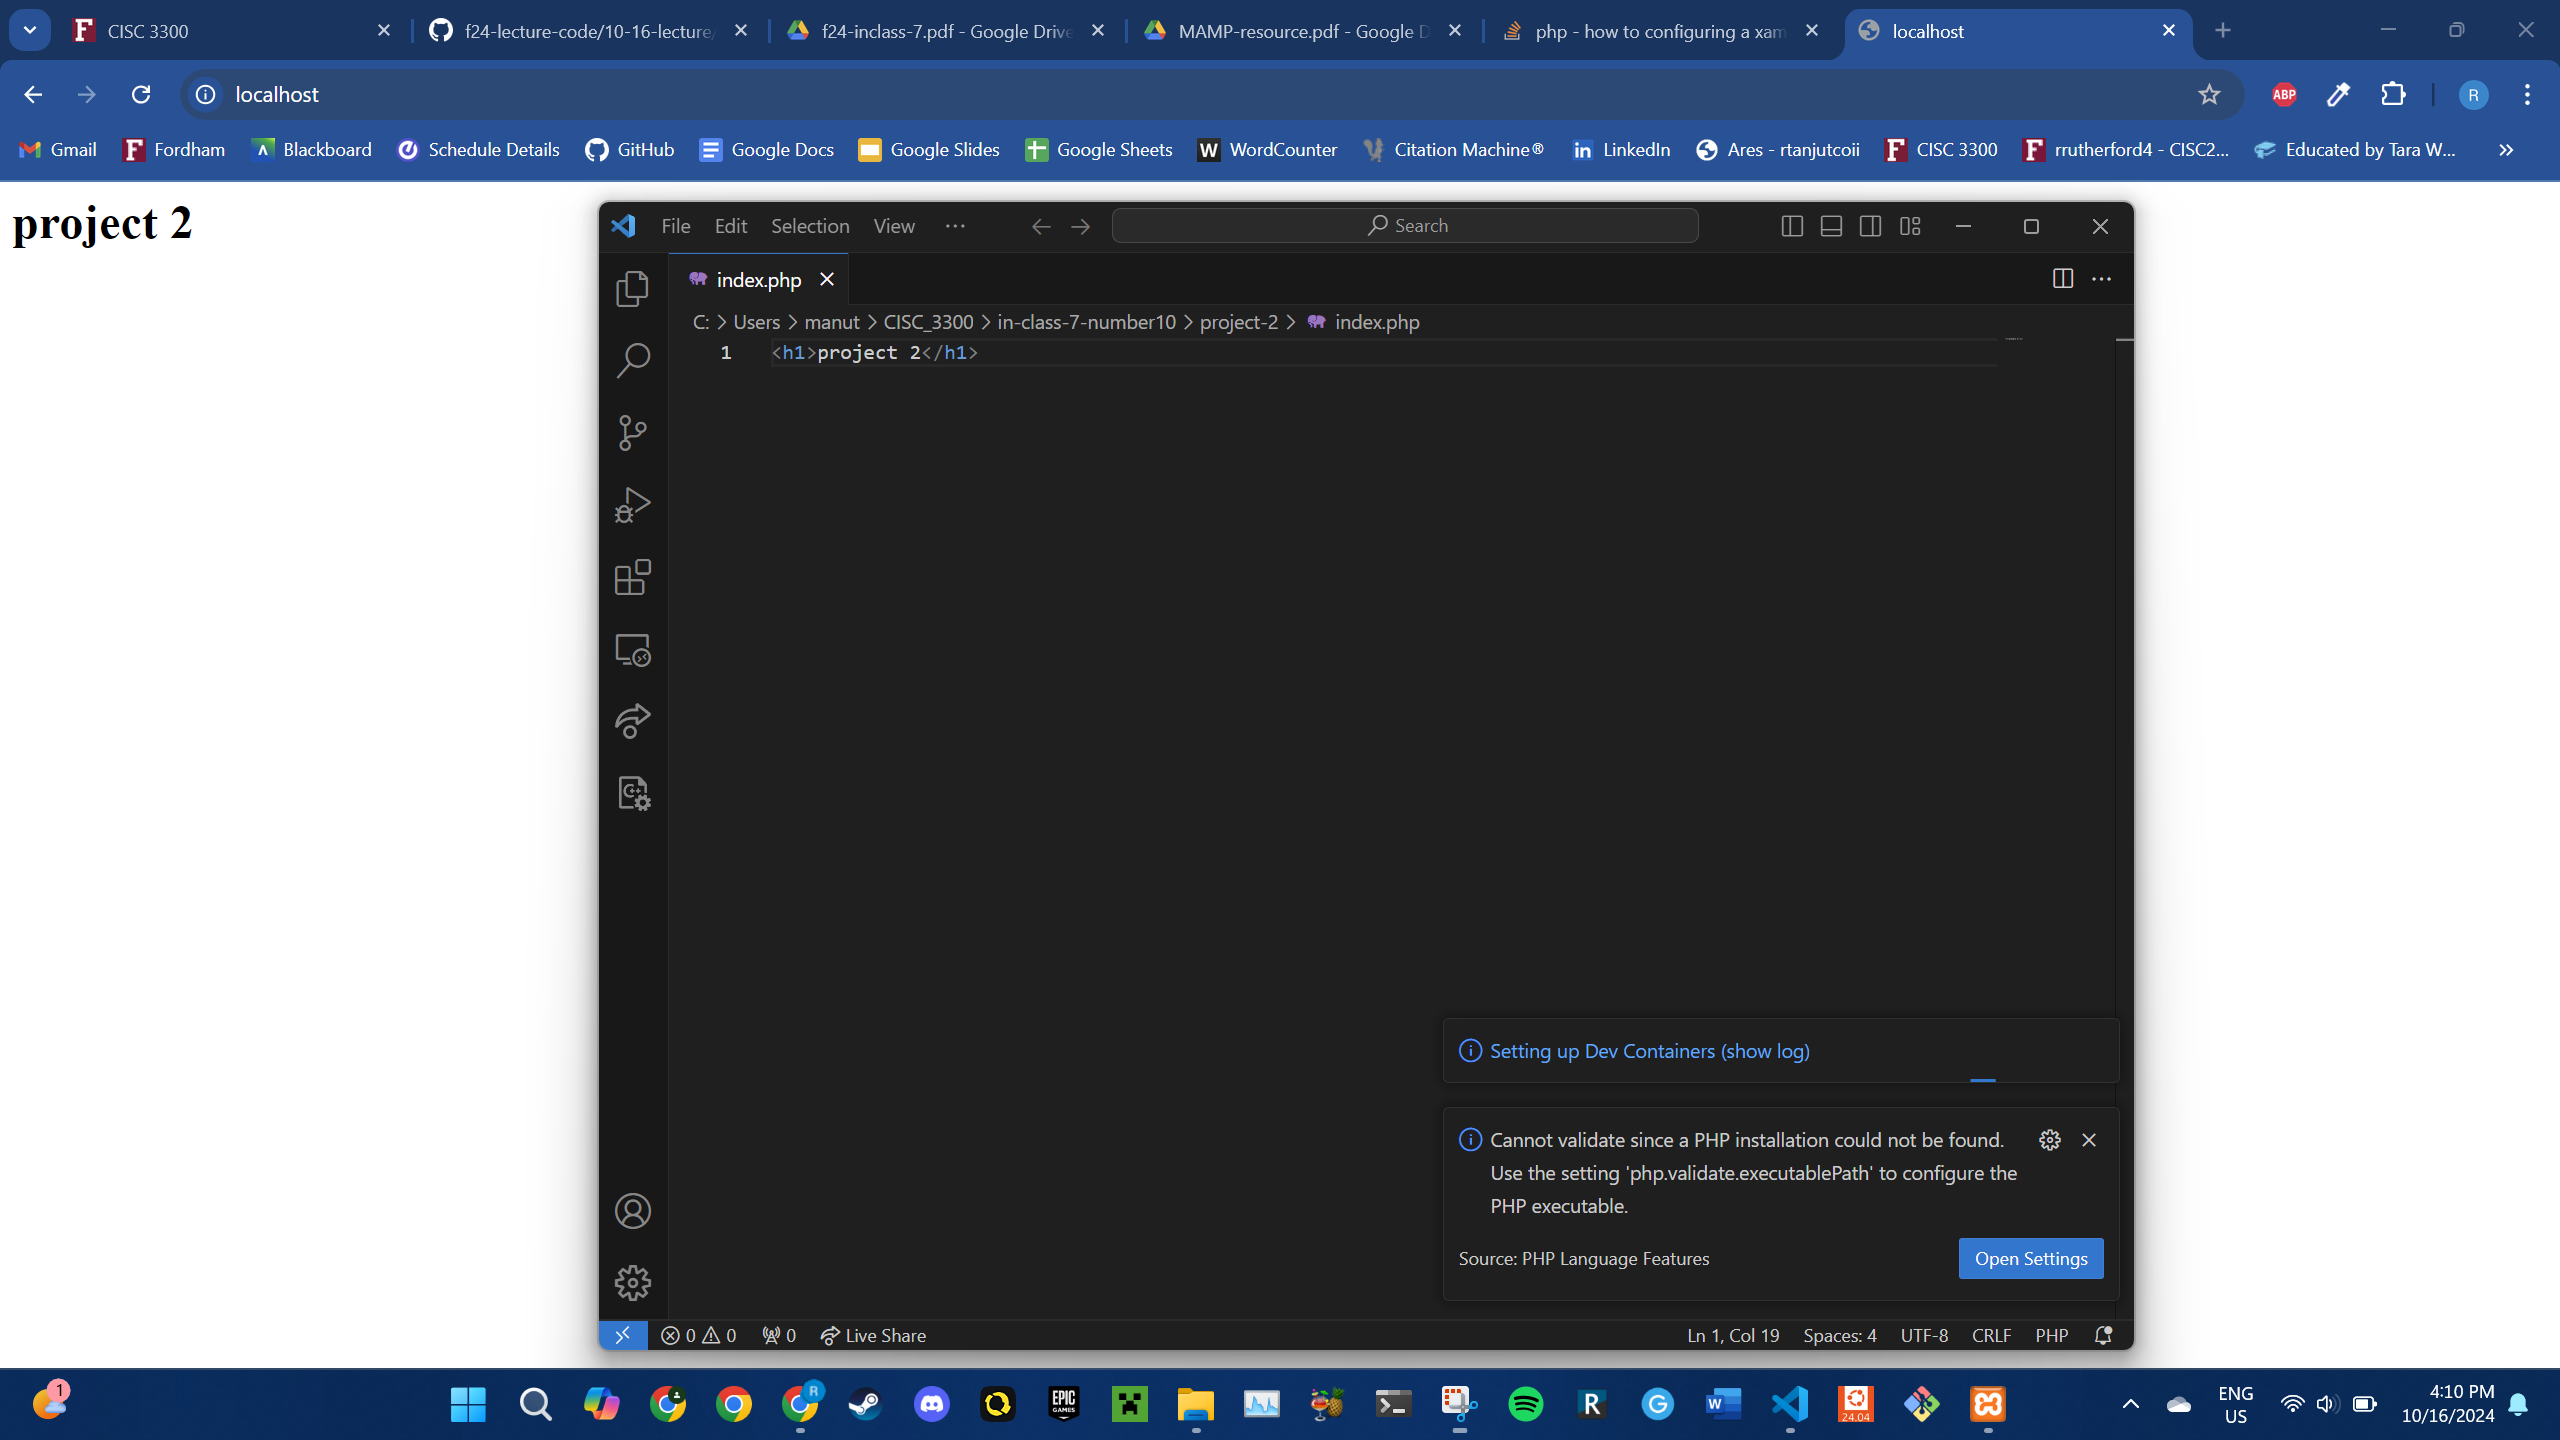 CISC 3300
f24-lecture-code/10-16-lecture/
f24-inclass-7.pdf - Google Drive
MAMP-resource.pdf - Google D
php - how to configuring a xam
localhost
localhost
ABP
R
Gmail
Fordham
Blackboard
Schedule Details
GitHub
Google Docs
Google Slides
Google Sheets
W WordCounter
Citation Machine®
LinkedIn
Ares - rtanjutcoii
CISC 3300
rrutherford4 - CISC2...
Educated by Tara W...
project 2
File Edit Selection View ...
Search
index.php
C: > Users > manut > CISC_3300 > in-class-7-number10 > project-2 > index.php
1 <h1>project 2</h1>
Setting up Dev Containers (show log)
Cannot validate since a PHP installation could not be found.
Use the setting 'php.validate.executablePath' to configure the
PHP executable.
Source: PHP Language Features
Open Settings
0 0 0 Live Share
Ln 1, Col 19 Spaces: 4 UTF-8 CRLF PHP
1
R
EPIC
GAMES
R
G
W
24.04
ENG
US
4:10 PM
10/16/2024